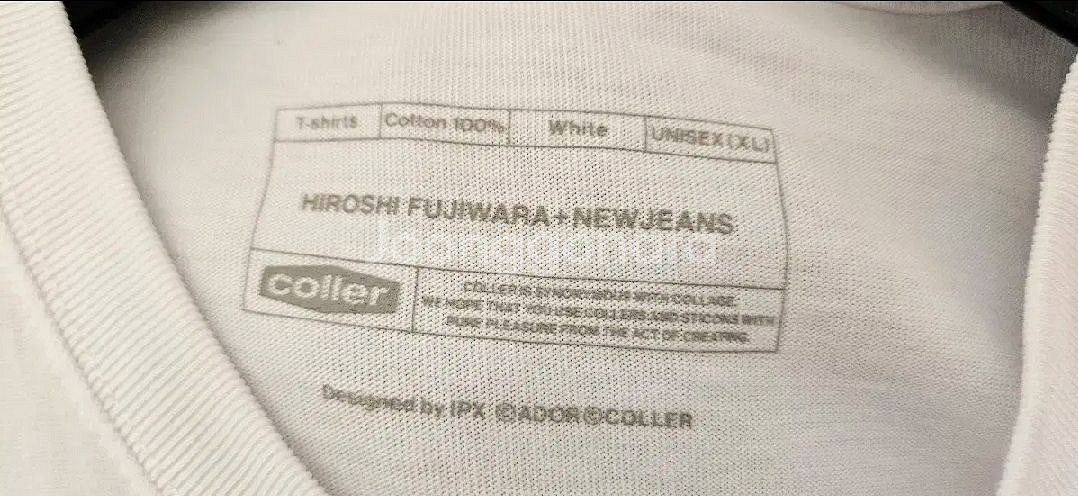 T-shirts Cotton 100% White UNISEX(XL)
HIROSHI FUJIWARA+NEWJEANS
coller
COLLER IS SYNONYMOUS WITH COLLAGE.
WE HOPE THAT YOU USE COLLERS AND STICONS WITH
PURE PLEASURE FROM THE ACT OF CREATING.
Designed by IPX ©ADOR©COLLER